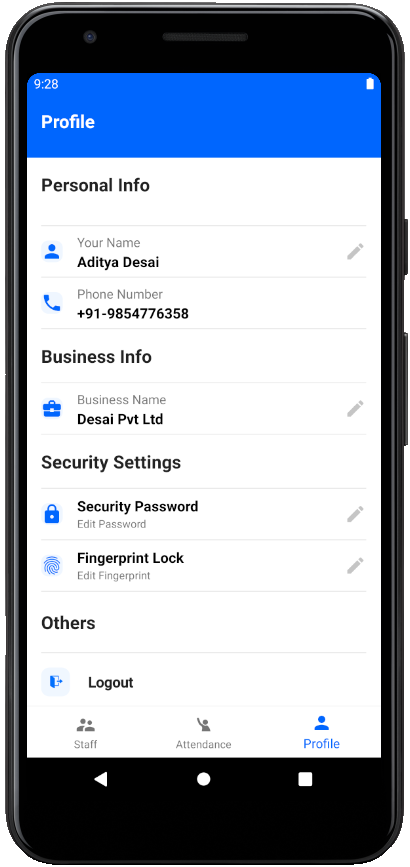 9:28
Profile
Personal Info
Your Name
Aditya Desai
Phone Number
+91-9854776358
Business Info
Business Name
Desai Pvt Ltd
Security Settings
Security Password
Edit Password
Fingerprint Lock
Edit Fingerprint
Others
Logout
Staff Attendance Profile